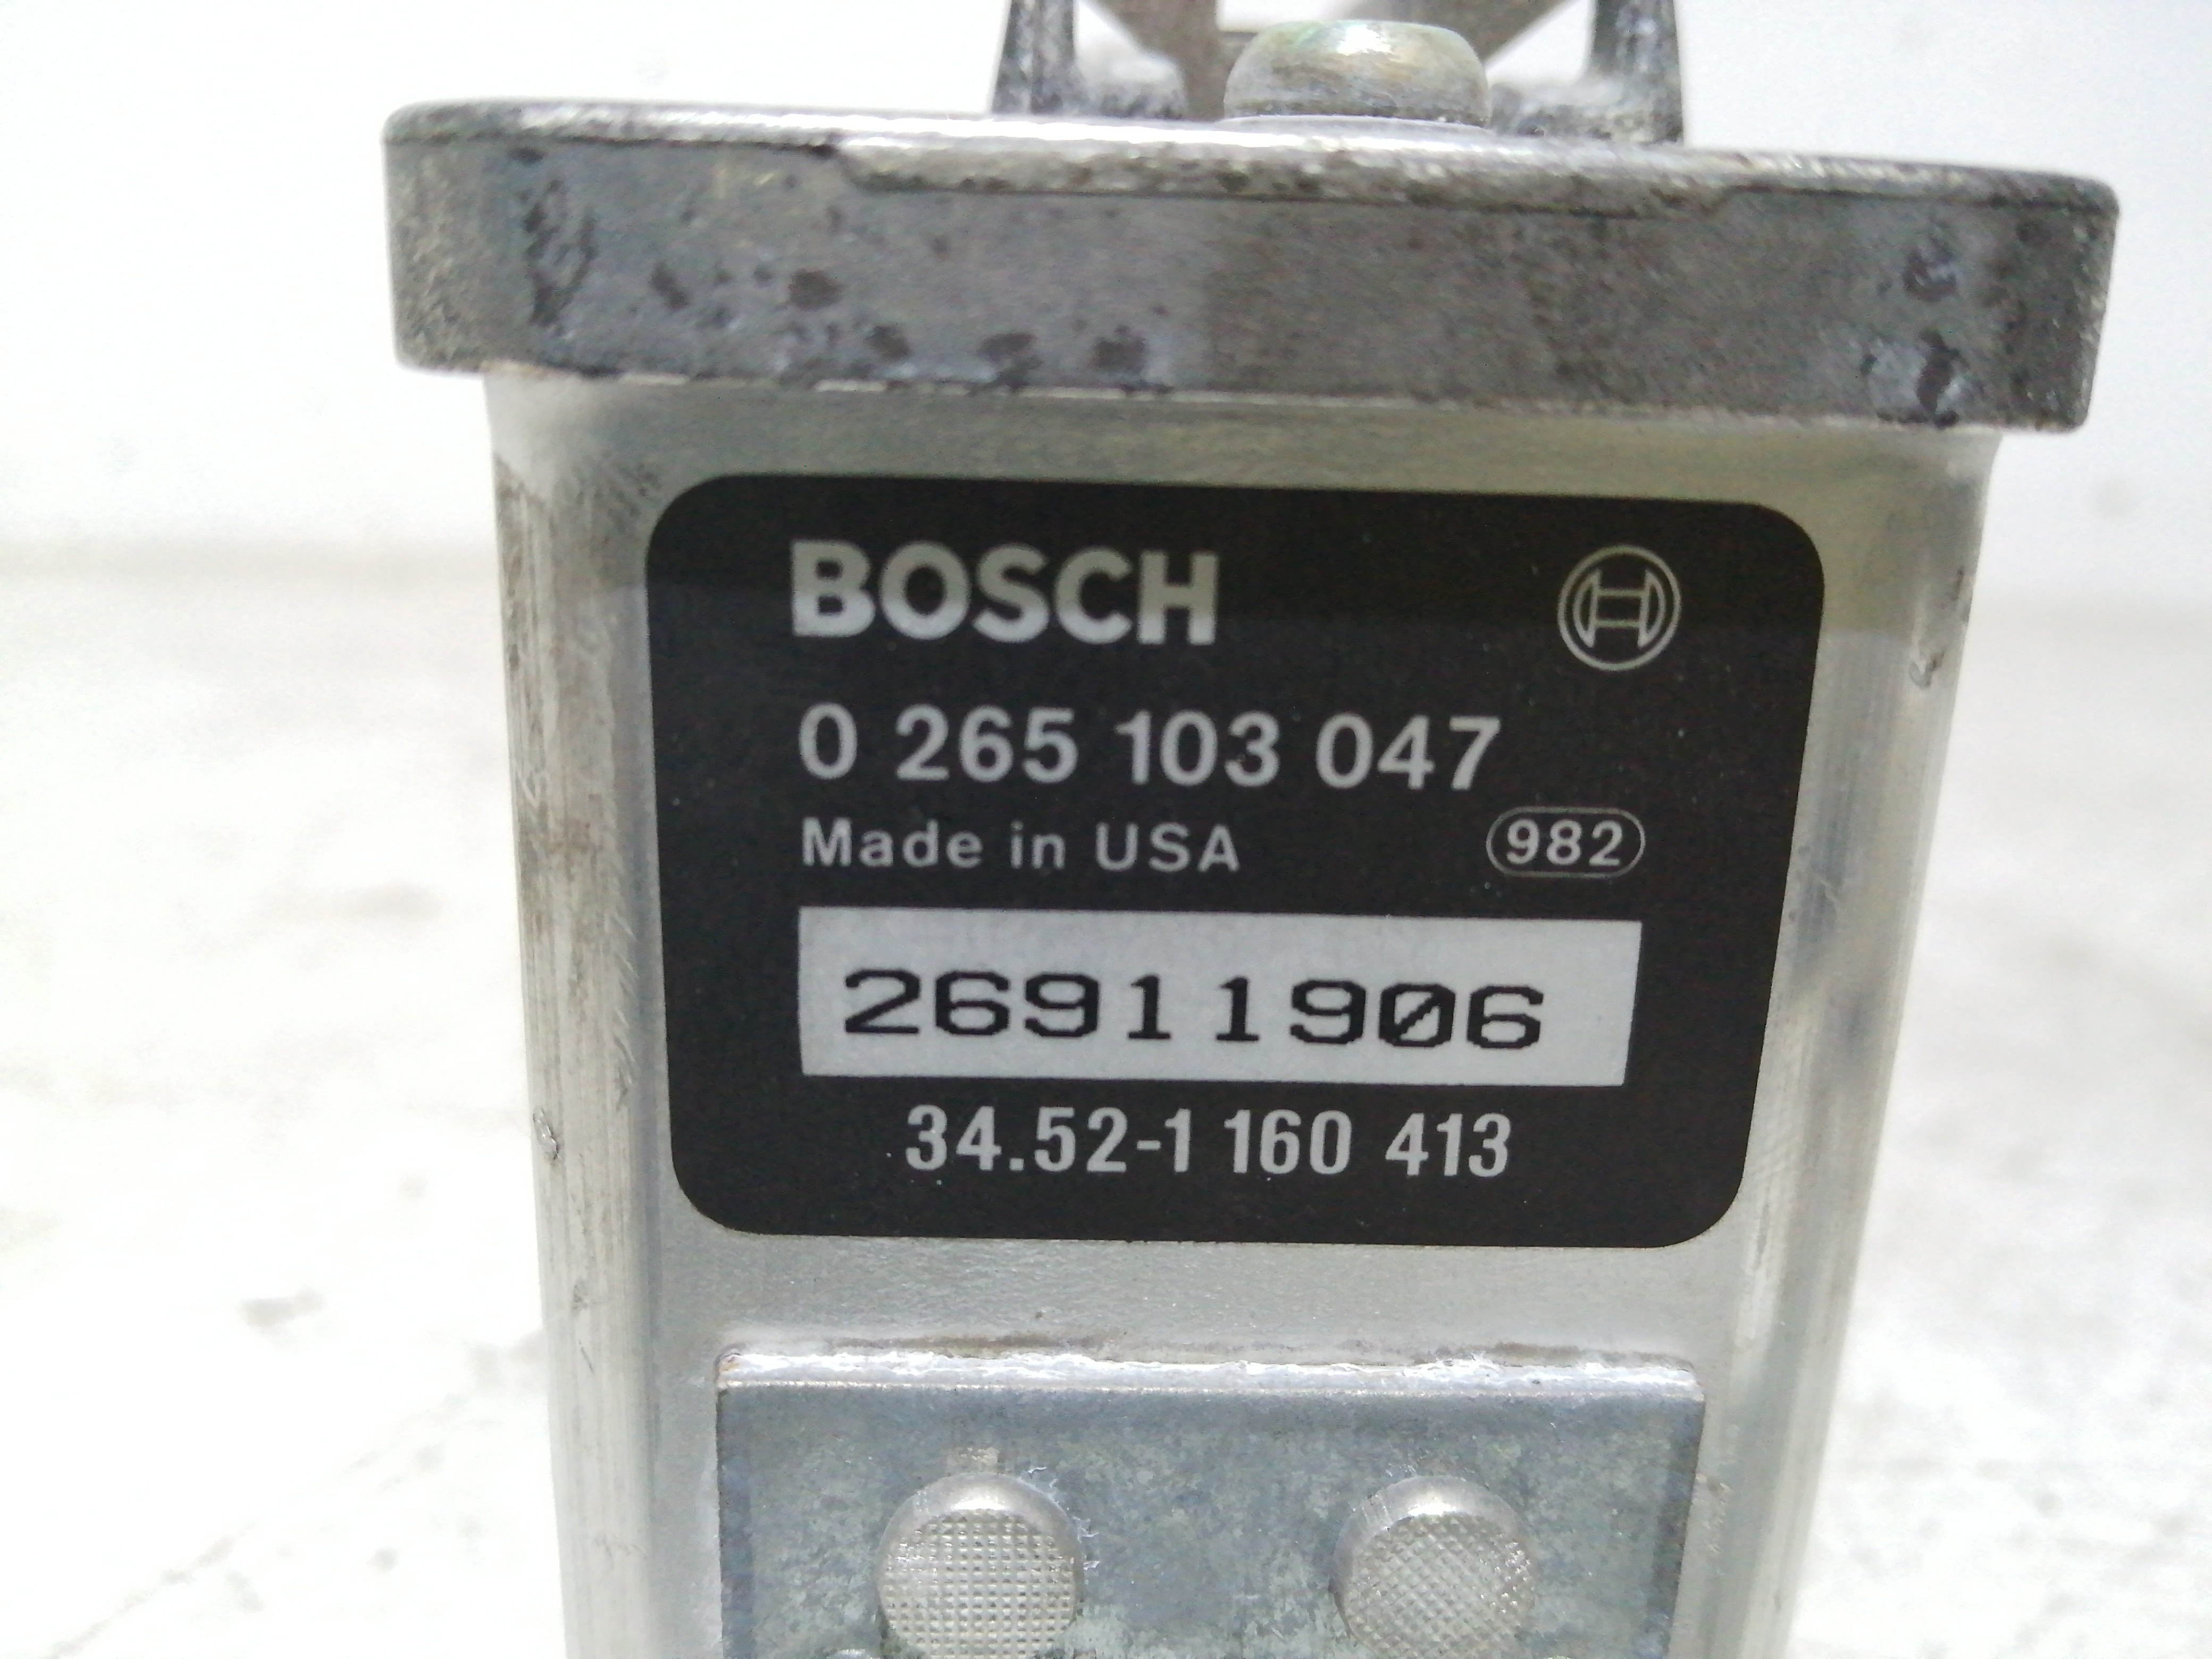 BOSCH
0 265 103 047
Made in USA 982
26911906
34.52-1 160 413